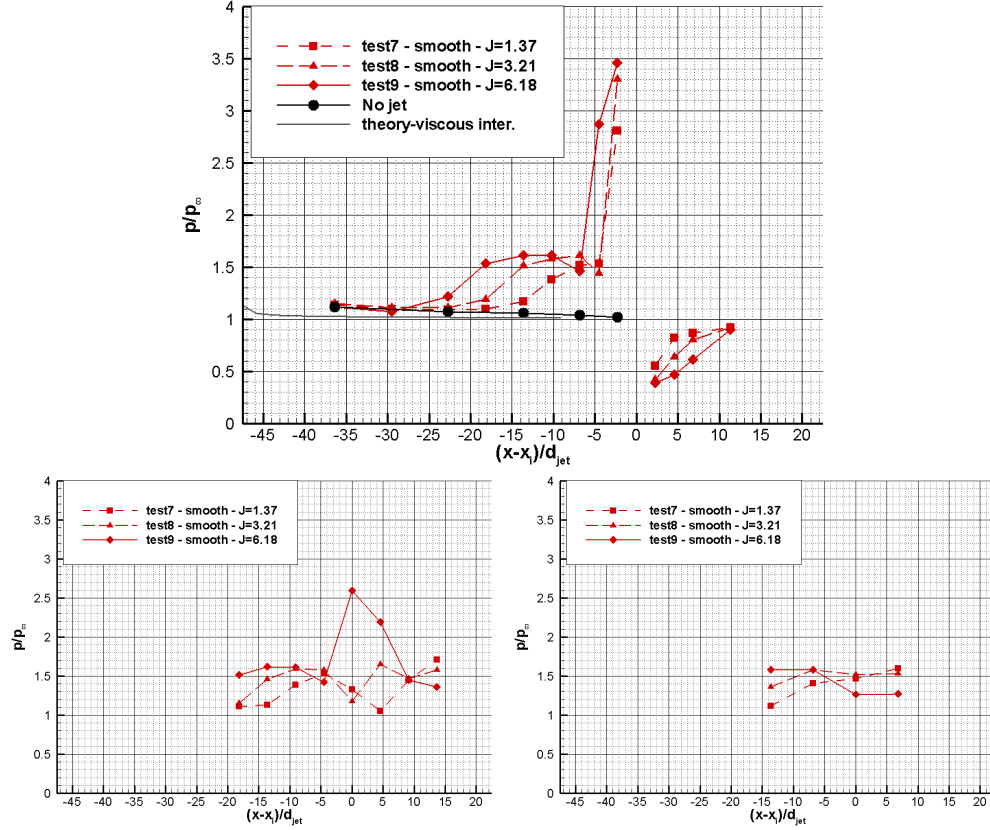 4
3.5
3
2.5
2
1.5
1
0.5
0
p/p∞
test7 - smooth - J=1.37
test8 - smooth - J=3.21
test9 - smooth - J=6.18
No jet
theory-viscous inter.
-45 -40 -35 -30 -25 -20 -15 -10 -5 0 5 10 15 20
(x-xj)/djet
4
3.5
3
2.5
2
1.5
1
0.5
0
p/p∞
test7 - smooth - J=1.37
test8 - smooth - J=3.21
test9 - smooth - J=6.18
-45 -40 -35 -30 -25 -20 -15 -10 -5 0 5 10 15 20
(x-xj)/djet
4
3.5
3
2.5
2
1.5
1
0.5
0
p/p∞
test7 - smooth - J=1.37
test8 - smooth - J=3.21
test9 - smooth - J=6.18
-45 -40 -35 -30 -25 -20 -15 -10 -5 0 5 10 15 20
(x-xj)/djet